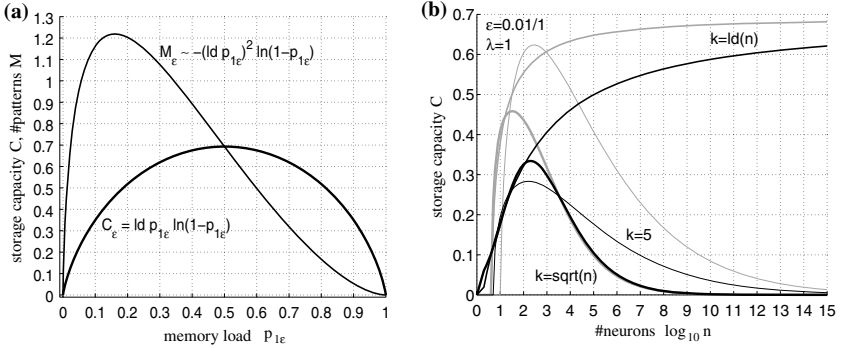 (a)
storage capacity C, #patterns M
1.3
1.2
1.1
1
0.9
0.8
0.7
0.6
0.5
0.4
0.3
0.2
0.1
0
M_ε ~ -(ld p_1ε)² ln(1-p_1ε)
C_ε = ld p_1ε ln(1-p_1ε)
0 0.1 0.2 0.3 0.4 0.5 0.6 0.7 0.8 0.9 1
memory load p_1ε
(b)
storage capacity C
0.7
0.6
0.5
0.4
0.3
0.2
0.1
0
ε=0.01/1
λ=1
k=ld(n)
k=5
k=sqrt(n)
0 1 2 3 4 5 6 7 8 9 10 11 12 13 14 15
#neurons log₁₀ n